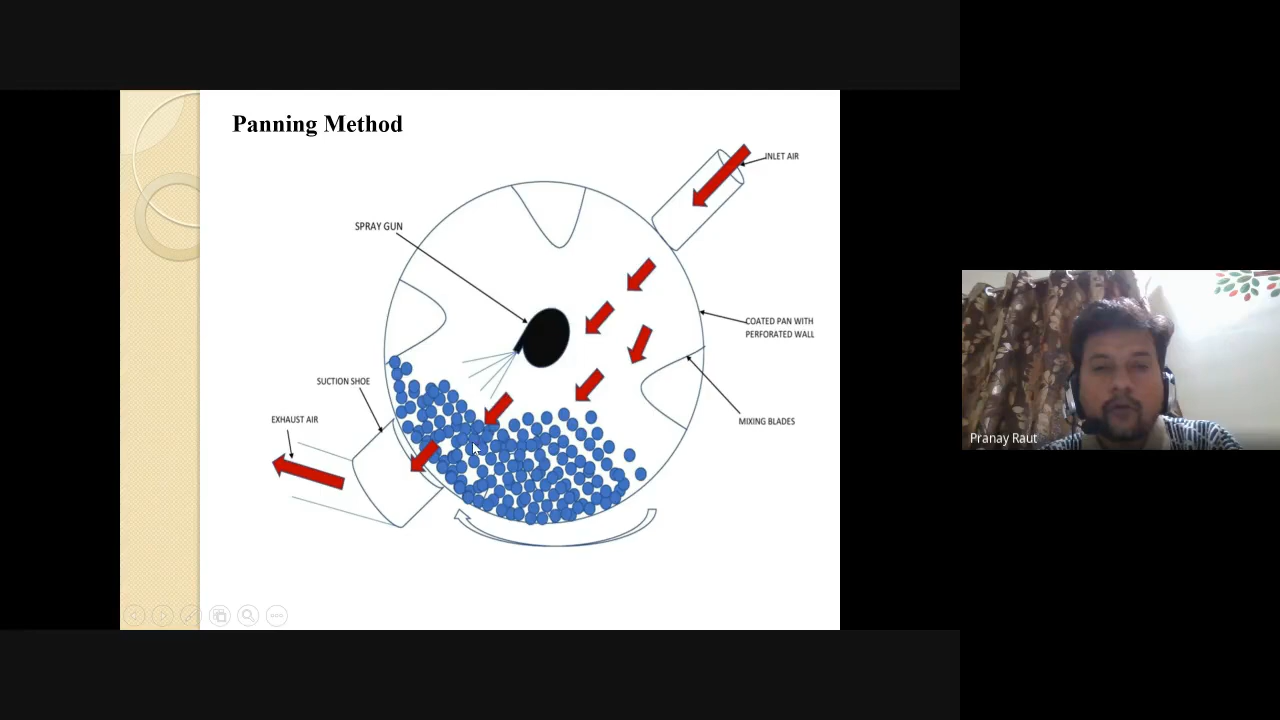 Panning Method
INLET AIR
SPRAY GUN
COATED PAN WITH
PERFORATED WALL
SUCTION SHOE
EXHAUST AIR
MIXING BLADES
Pranay Raut